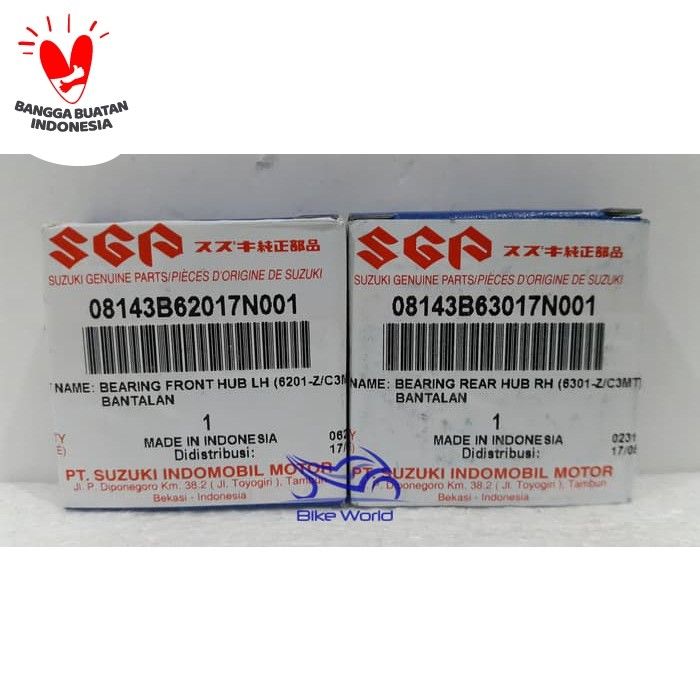 BANGGA BUATAN
INDONESIA
SGP スズキ純正部品
SUZUKI GENUINE PARTS/PIÈCES D'ORIGINE DE SUZUKI
08143B62017N001
NAME: BEARING FRONT HUB LH (6201-Z/C3M
BANTALAN
1
MADE IN INDONESIA
Didistribusi:
17/
PT. SUZUKI INDOMOBIL MOTOR
Jl. P. Diponegoro Km. 38.2 ( Jl. Toyogiri ), Tambun
Bekasi - Indonesia
SGP スズキ純正部品
SUZUKI GENUINE PARTS/PIÈCES D'ORIGINE DE SUZUKI
08143B63017N001
NAME: BEARING REAR HUB RH (6301-Z/C3MT
BANTALAN
1
MADE IN INDONESIA 0231
Didistribusi:
PT. SUZUKI INDOMOBIL MOTOR
Jl. P. Diponegoro Km. 38.2 ( Jl. Toyogiri ), Tambun
Bekasi - Indonesia
Bike World